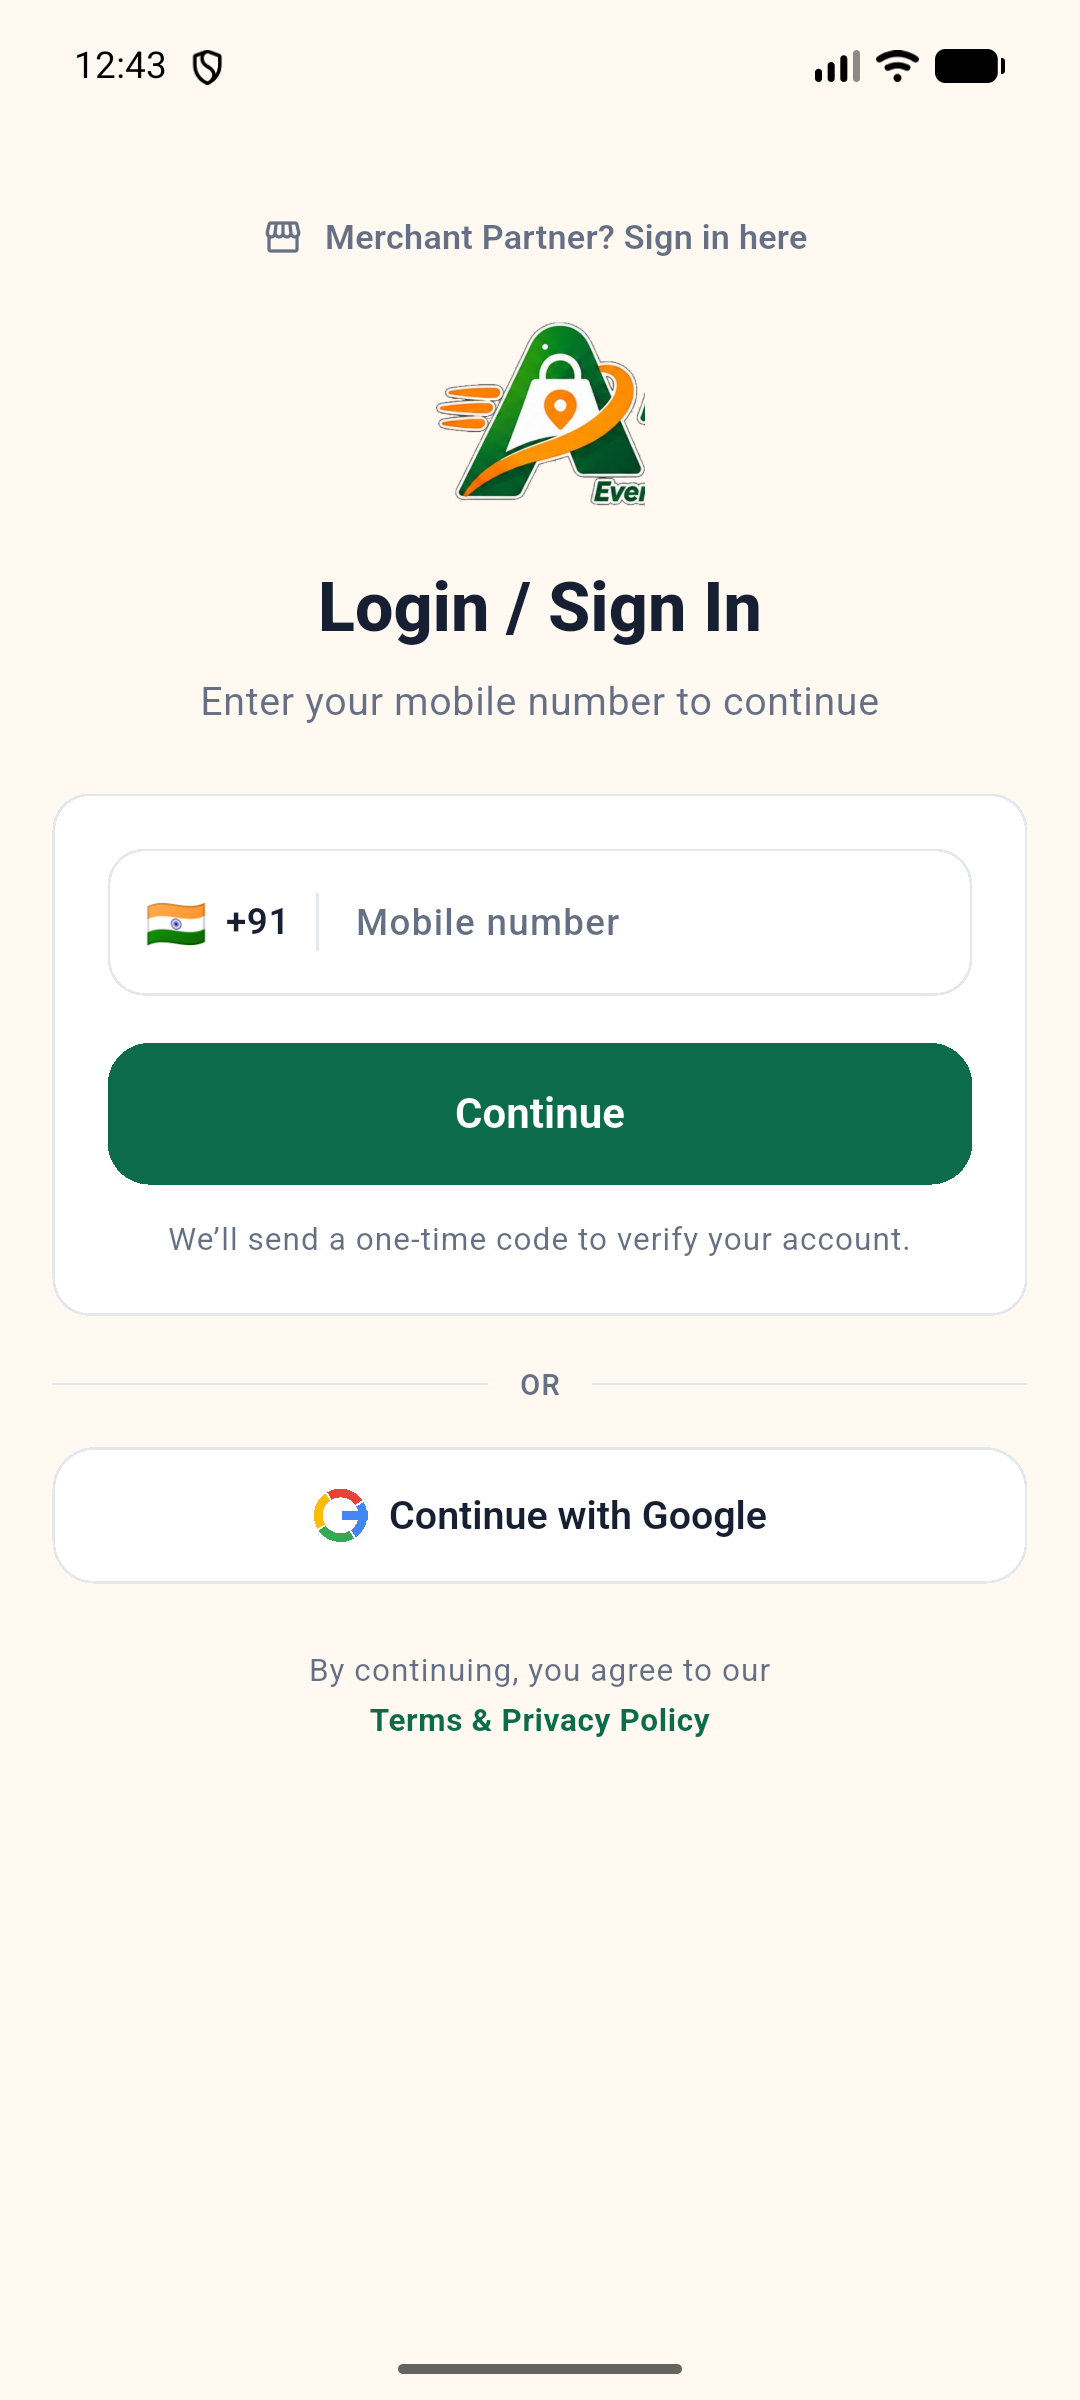 12:43
Merchant Partner? Sign in here
Login / Sign In
Enter your mobile number to continue
+91 Mobile number
Continue
We’ll send a one-time code to verify your account.
OR
Continue with Google
By continuing, you agree to our
Terms & Privacy Policy